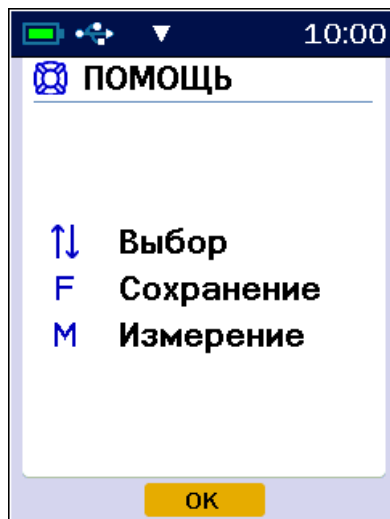 10:00
ПОМОЩЬ
↑↓ Выбор
F Сохранение
M Измерение
OK